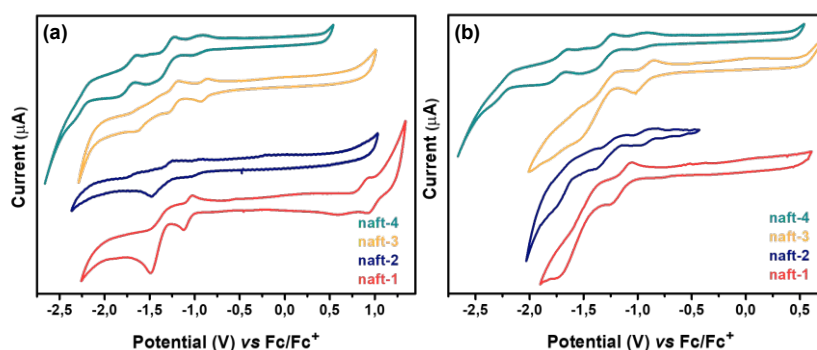 (a)
Current (μA)
naft-4
naft-3
naft-2
naft-1
-2,5 -2,0 -1,5 -1,0 -0,5 0,0 0,5 1,0
Potential (V) vs Fc/Fc⁺
(b)
Current (μA)
naft-4
naft-3
naft-2
naft-1
-2,5 -2,0 -1,5 -1,0 -0,5 0,0 0,5
Potential (V) vs Fc/Fc⁺